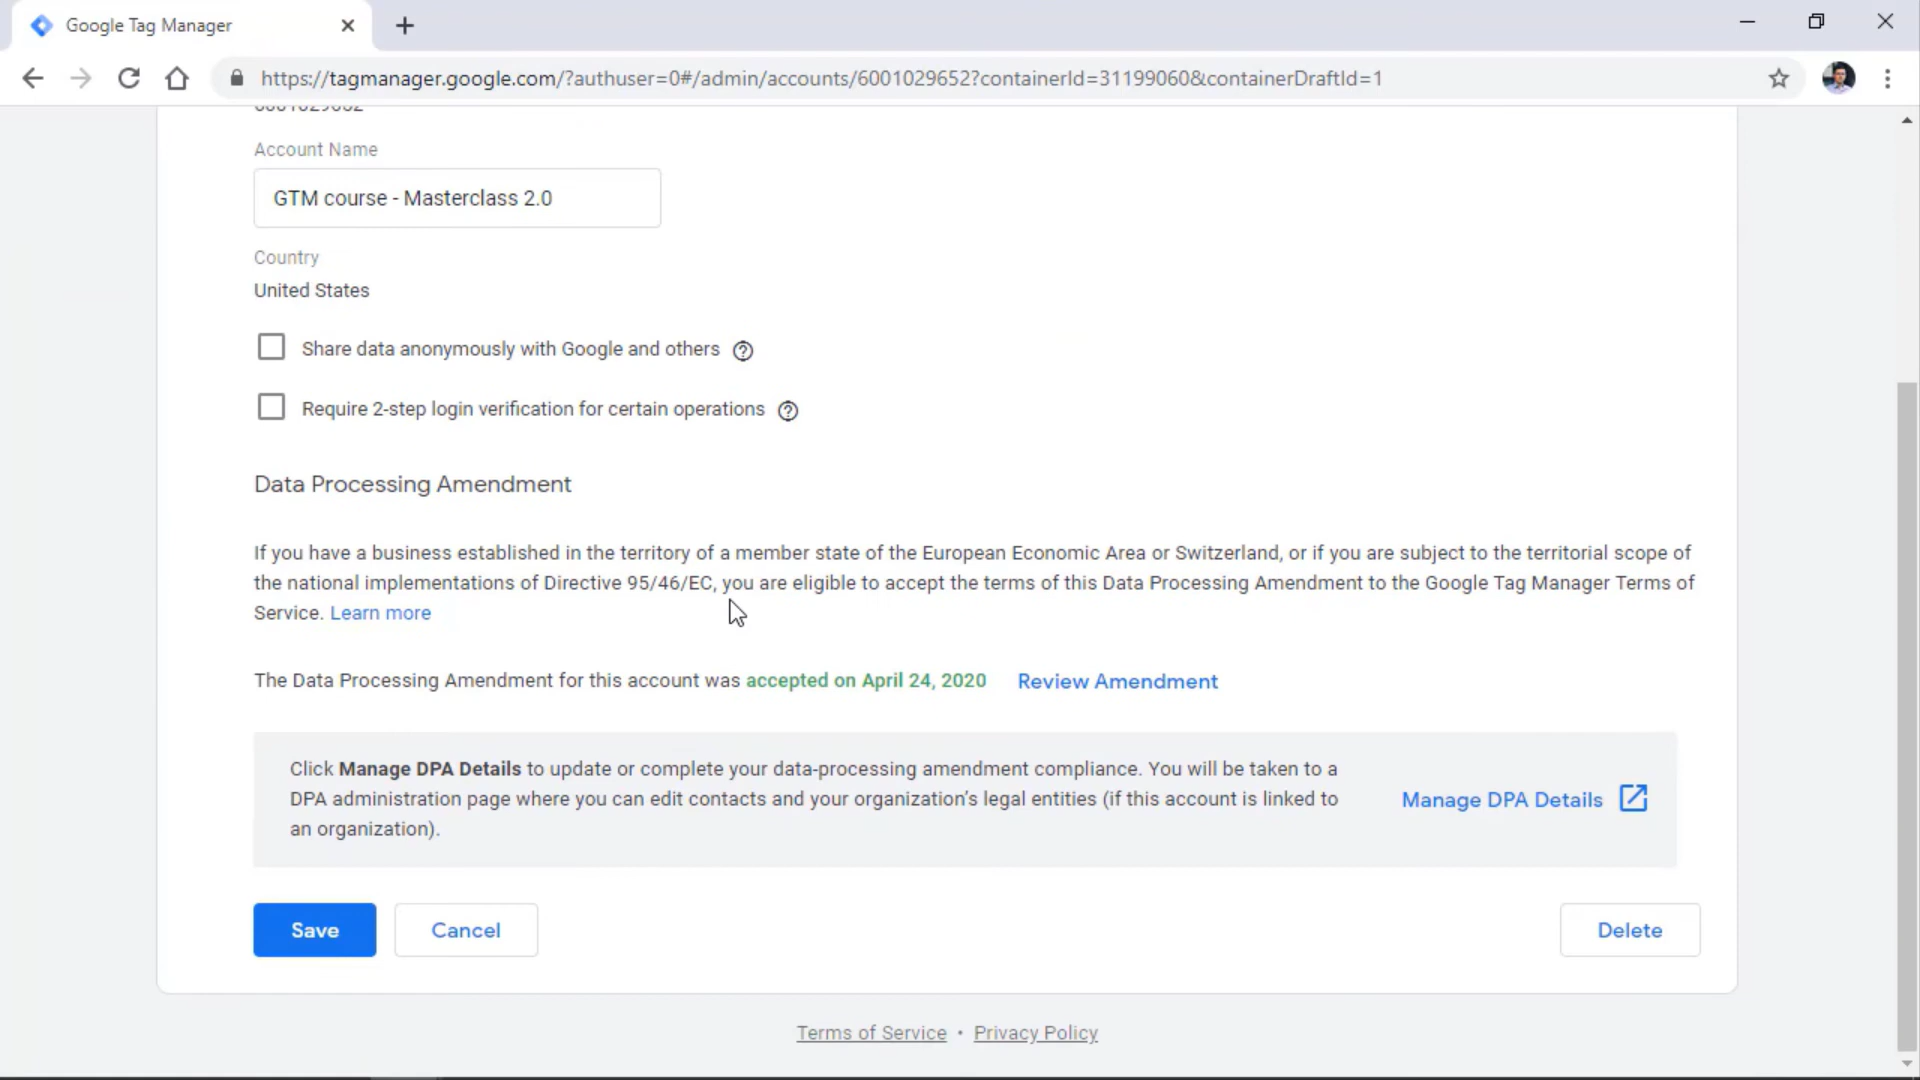 Google Tag Manager
https://tagmanager.google.com/?authuser=0#/admin/accounts/6001029652?containerId=31199060&containerDraftId=1
6001029652
Account Name
GTM course - Masterclass 2.0
Country
United States
Share data anonymously with Google and others
Require 2-step login verification for certain operations
Data Processing Amendment
If you have a business established in the territory of a member state of the European Economic Area or Switzerland, or if you are subject to the territorial scope of
the national implementations of Directive 95/46/EC, you are eligible to accept the terms of this Data Processing Amendment to the Google Tag Manager Terms of
Service. Learn more
The Data Processing Amendment for this account was accepted on April 24, 2020 Review Amendment
Click Manage DPA Details to update or complete your data-processing amendment compliance. You will be taken to a
DPA administration page where you can edit contacts and your organization's legal entities (if this account is linked to
an organization).
Manage DPA Details
Save Cancel Delete
Terms of Service • Privacy Policy